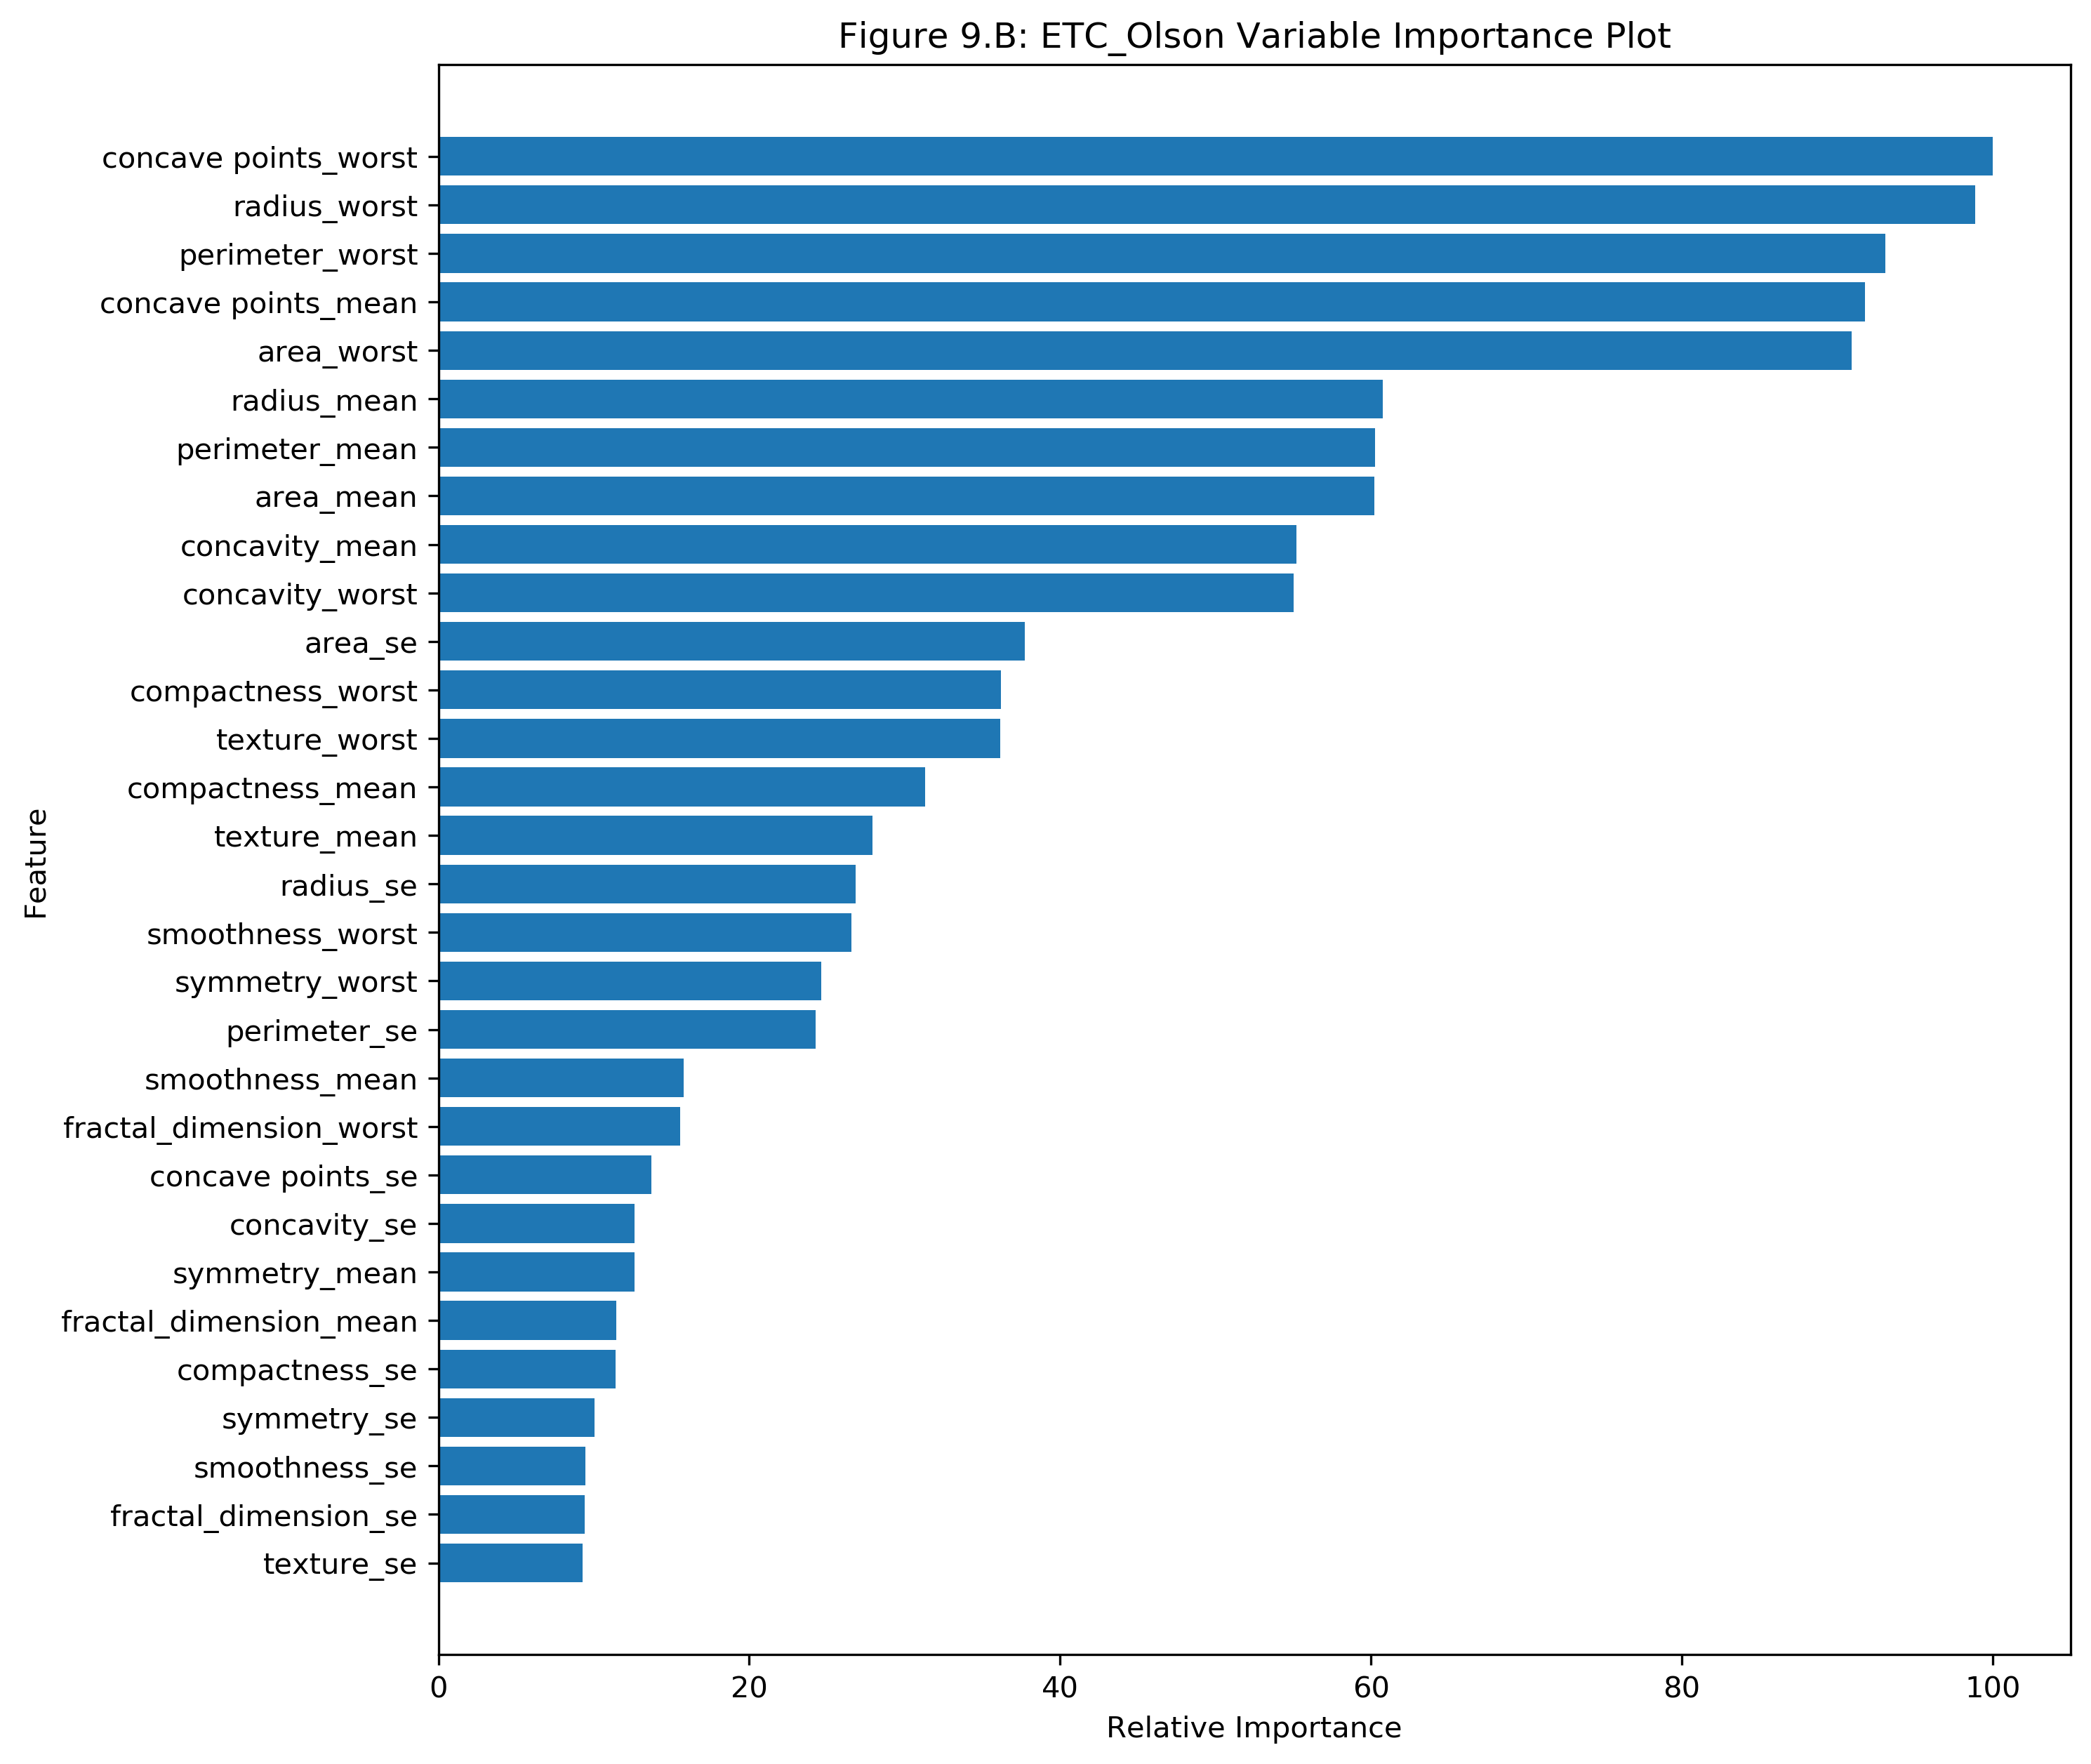 Figure 9.B: ETC_Olson Variable Importance Plot
concave points_worst
radius_worst
perimeter_worst
concave points_mean
area_worst
radius_mean
perimeter_mean
area_mean
concavity_mean
concavity_worst
area_se
compactness_worst
texture_worst
compactness_mean
texture_mean
radius_se
smoothness_worst
symmetry_worst
perimeter_se
smoothness_mean
fractal_dimension_worst
concave points_se
concavity_se
symmetry_mean
fractal_dimension_mean
compactness_se
symmetry_se
smoothness_se
fractal_dimension_se
texture_se
Feature
0 20 40 60 80 100
Relative Importance